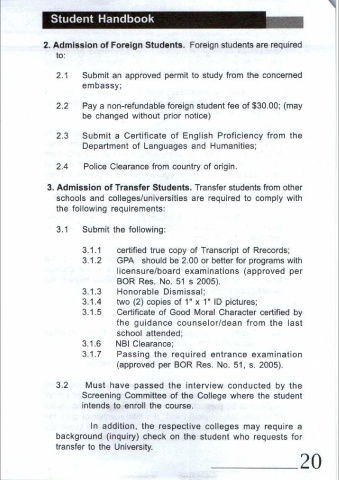 Student Handbook
2. Admission of Foreign Students. Foreign students are required
to:
2.1 Submit an approved permit to study from the concerned
embassy;
2.2 Pay a non-refundable foreign student fee of $30.00; (may
be changed without prior notice)
2.3 Submit a Certificate of English Proficiency from the
Department of Languages and Humanities;
2.4 Police Clearance from country of origin.
3. Admission of Transfer Students. Transfer students from other
schools and colleges/universities are required to comply with
the following requirements:
3.1 Submit the following:
3.1.1 certified true copy of Transcript of Rrecords;
3.1.2 GPA should be 2.00 or better for programs with
licensure/board examinations (approved per
BOR Res. No. 51 s 2005).
3.1.3 Honorable Dismissal;
3.1.4 two (2) copies of 1" x 1" ID pictures;
3.1.5 Certificate of Good Moral Character certified by
the guidance counselor/dean from the last
school attended;
3.1.6 NBI Clearance;
3.1.7 Passing the required entrance examination
(approved per BOR Res. No. 51, s. 2005).
3.2 Must have passed the interview conducted by the
Screening Committee of the College where the student
intends to enroll the course.
In addition, the respective colleges may require a
background (inquiry) check on the student who requests for
transfer to the University.
20